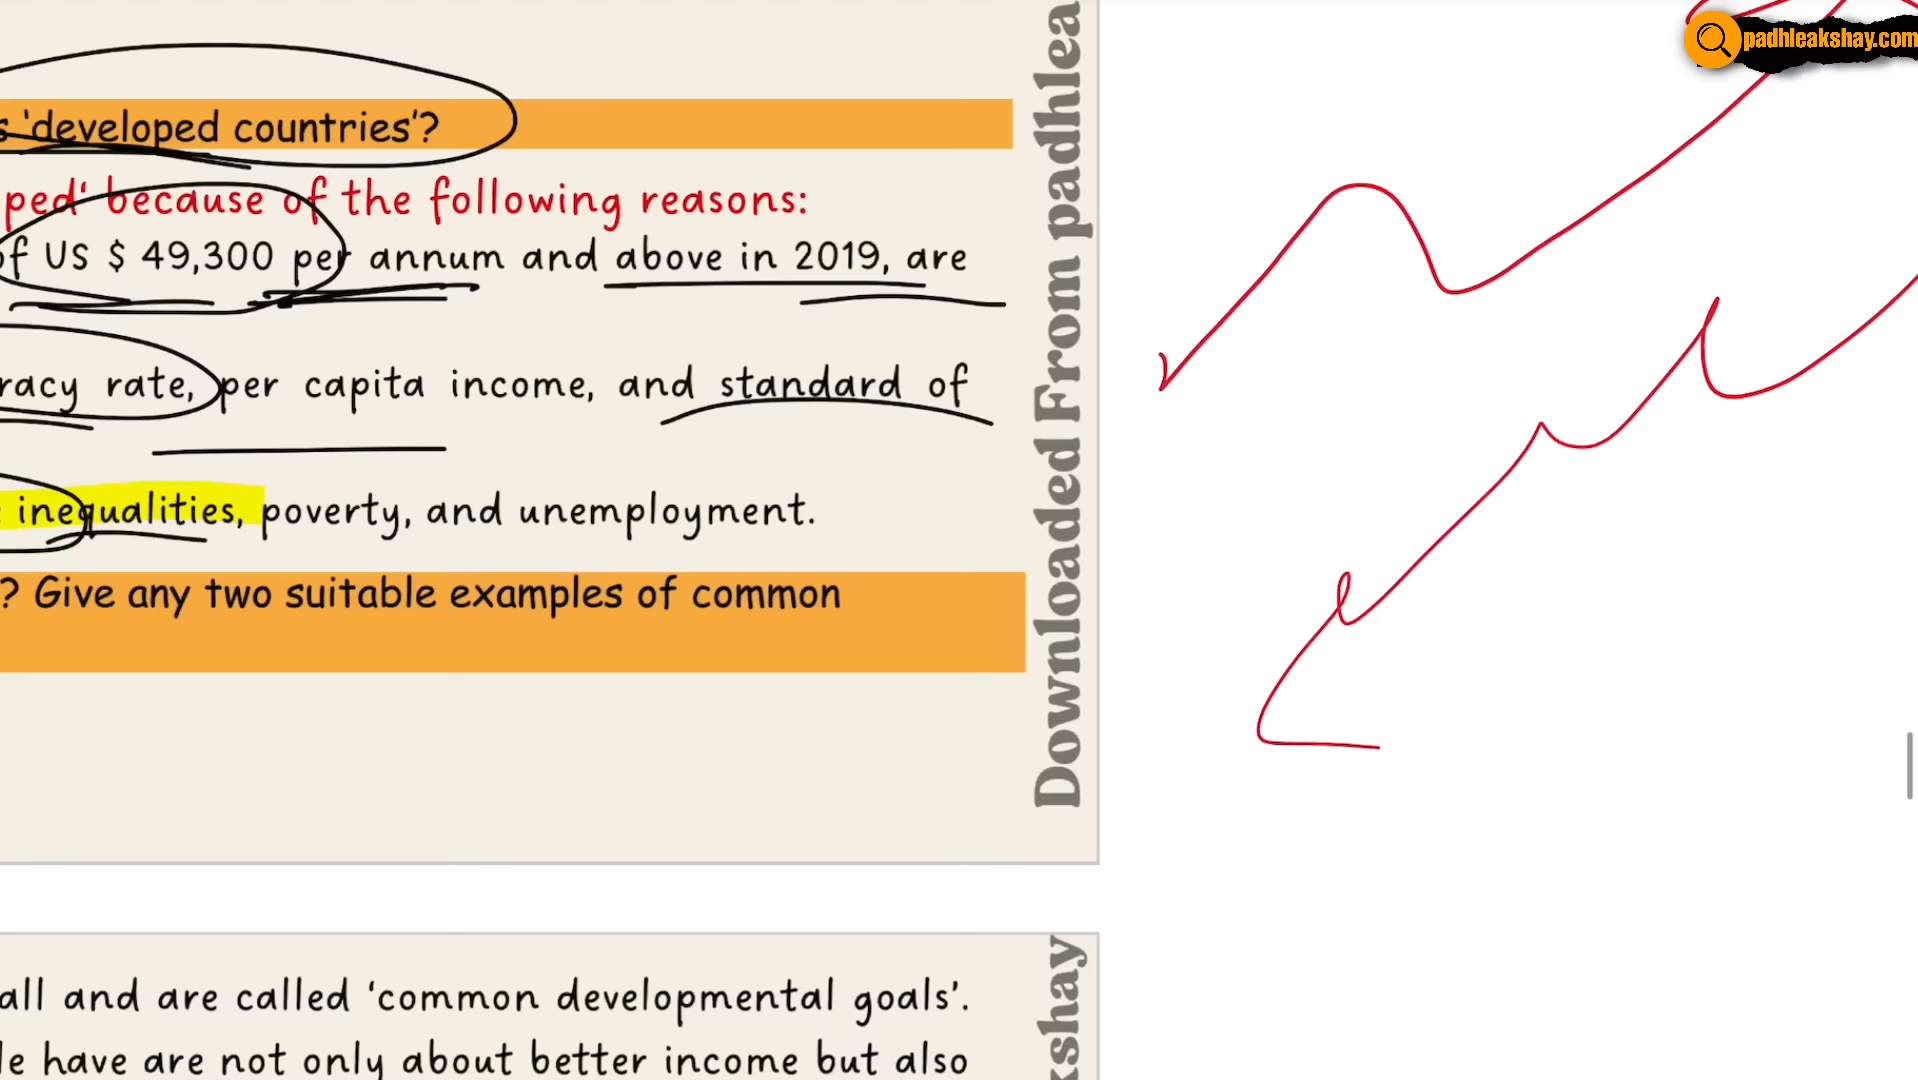 padhleakshay.com
'developed countries'?
because of the following reasons:
US $ 49,300 per annum and above in 2019, are
rate, per capita income, and standard of
inequalities, poverty, and unemployment.
? Give any two suitable examples of common
Downloaded From padhlea
all and are called ‘common developmental goals’.
have are not only about better income but also
kshay